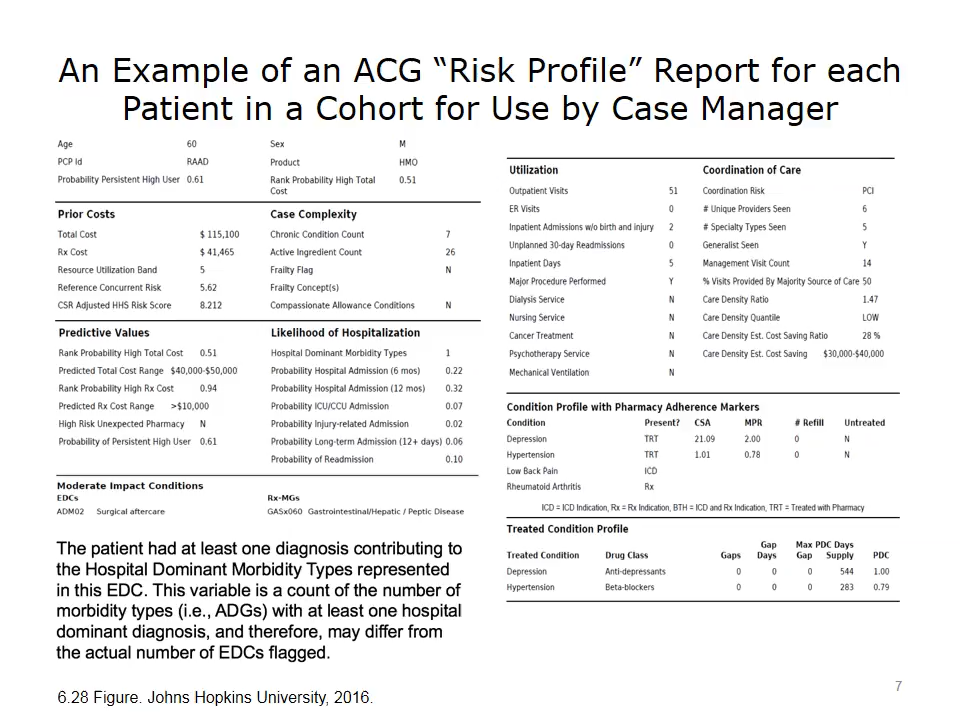 An Example of an ACG “Risk Profile” Report for each
Patient in a Cohort for Use by Case Manager
Age 60 Sex M
PCP Id RAAD Product HMO
Probability Persistent High User 0.61 Rank Probability High Total Cost 0.51
Prior Costs Case Complexity
Total Cost $ 115,100 Chronic Condition Count 7
Rx Cost $ 41,465 Active Ingredient Count 26
Resource Utilization Band 5 Frailty Flag N
Reference Concurrent Risk 5.62 Frailty Concept(s)
CSR Adjusted HHS Risk Score 8.212 Compassionate Allowance Conditions N
Predictive Values Likelihood of Hospitalization
Rank Probability High Total Cost 0.51 Hospital Dominant Morbidity Types 1
Predicted Total Cost Range $40,000-$50,000 Probability Hospital Admission (6 mos) 0.22
Rank Probability High Rx Cost 0.94 Probability Hospital Admission (12 mos) 0.32
Predicted Rx Cost Range >$10,000 Probability ICU/CCU Admission 0.07
High Risk Unexpected Pharmacy N Probability Injury-related Admission 0.02
Probability of Persistent High User 0.61 Probability Long-term Admission (12+ days) 0.06
Probability of Readmission 0.10
Moderate Impact Conditions
EDCs Rx-MGs
ADM02 Surgical aftercare GASx060 Gastrointestinal/Hepatic / Peptic Disease
The patient had at least one diagnosis contributing to
the Hospital Dominant Morbidity Types represented
in this EDC. This variable is a count of the number of
morbidity types (i.e., ADGs) with at least one hospital
dominant diagnosis, and therefore, may differ from
the actual number of EDCs flagged.
6.28 Figure. Johns Hopkins University, 2016.
Utilization Coordination of Care
Outpatient Visits 51 Coordination Risk PCI
ER Visits 0 # Unique Providers Seen 6
Inpatient Admissions w/o birth and injury 2 # Specialty Types Seen 5
Unplanned 30-day Readmissions 0 Generalist Seen Y
Inpatient Days 5 Management Visit Count 14
Major Procedure Performed Y % Visits Provided By Majority Source of Care 50
Dialysis Service N Care Density Ratio 1.47
Nursing Service N Care Density Quantile LOW
Cancer Treatment N Care Density Est. Cost Saving Ratio 28 %
Psychotherapy Service N Care Density Est. Cost Saving $30,000-$40,000
Mechanical Ventilation N
Condition Profile with Pharmacy Adherence Markers
Condition Present? CSA MPR # Refill Untreated
Depression TRT 21.09 2.00 0 N
Hypertension TRT 1.01 0.78 0 N
Low Back Pain ICD
Rheumatoid Arthritis Rx
ICD = ICD Indication, Rx = Rx Indication, BTH = ICD and Rx Indication, TRT = Treated with Pharmacy
Treated Condition Profile
Treated Condition Drug Class Gaps Gap Days Max Gap PDC Days Supply PDC
Depression Anti-depressants 0 0 0 544 1.00
Hypertension Beta-blockers 0 0 0 283 0.79
7